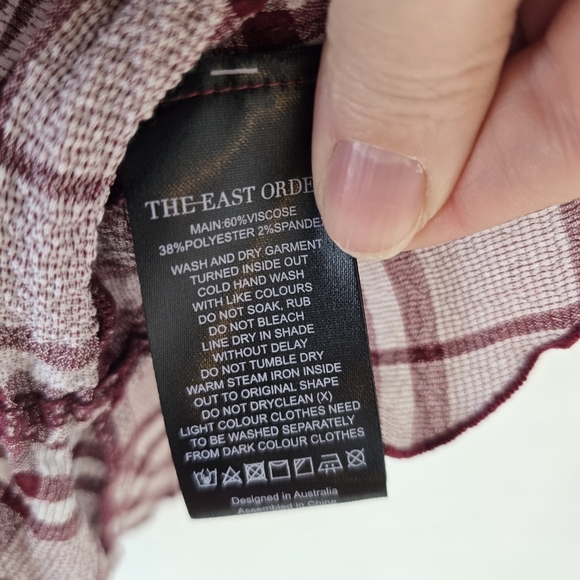 THE EAST ORDE
MAIN:60%VISCOSE
38%POLYESTER 2%SPANDE
WASH AND DRY GARMENT
TURNED INSIDE OUT
COLD HAND WASH
WITH LIKE COLOURS
DO NOT SOAK, RUB
DO NOT BLEACH
LINE DRY IN SHADE
WITHOUT DELAY
DO NOT TUMBLE DRY
WARM STEAM IRON INSIDE
OUT TO ORIGINAL SHAPE
DO NOT DRYCLEAN (X)
LIGHT COLOUR CLOTHES NEED
TO BE WASHED SEPARATELY
FROM DARK COLOUR CLOTHES
Designed in Australia
Assembled In China